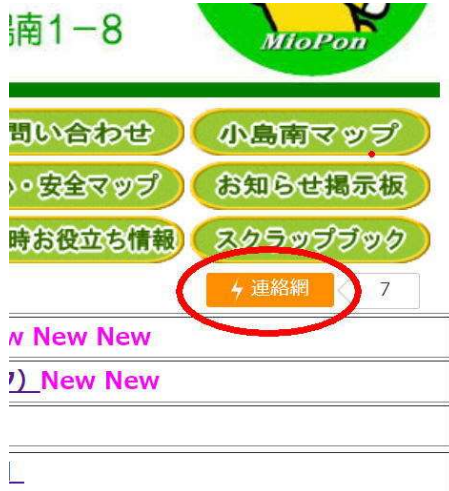 島南1－8
MioPon
問い合わせ
小島南マップ
・安全マップ
お知らせ掲示板
時お役立ち情報
スクラップブック
連絡網
7
w New New
7) New New